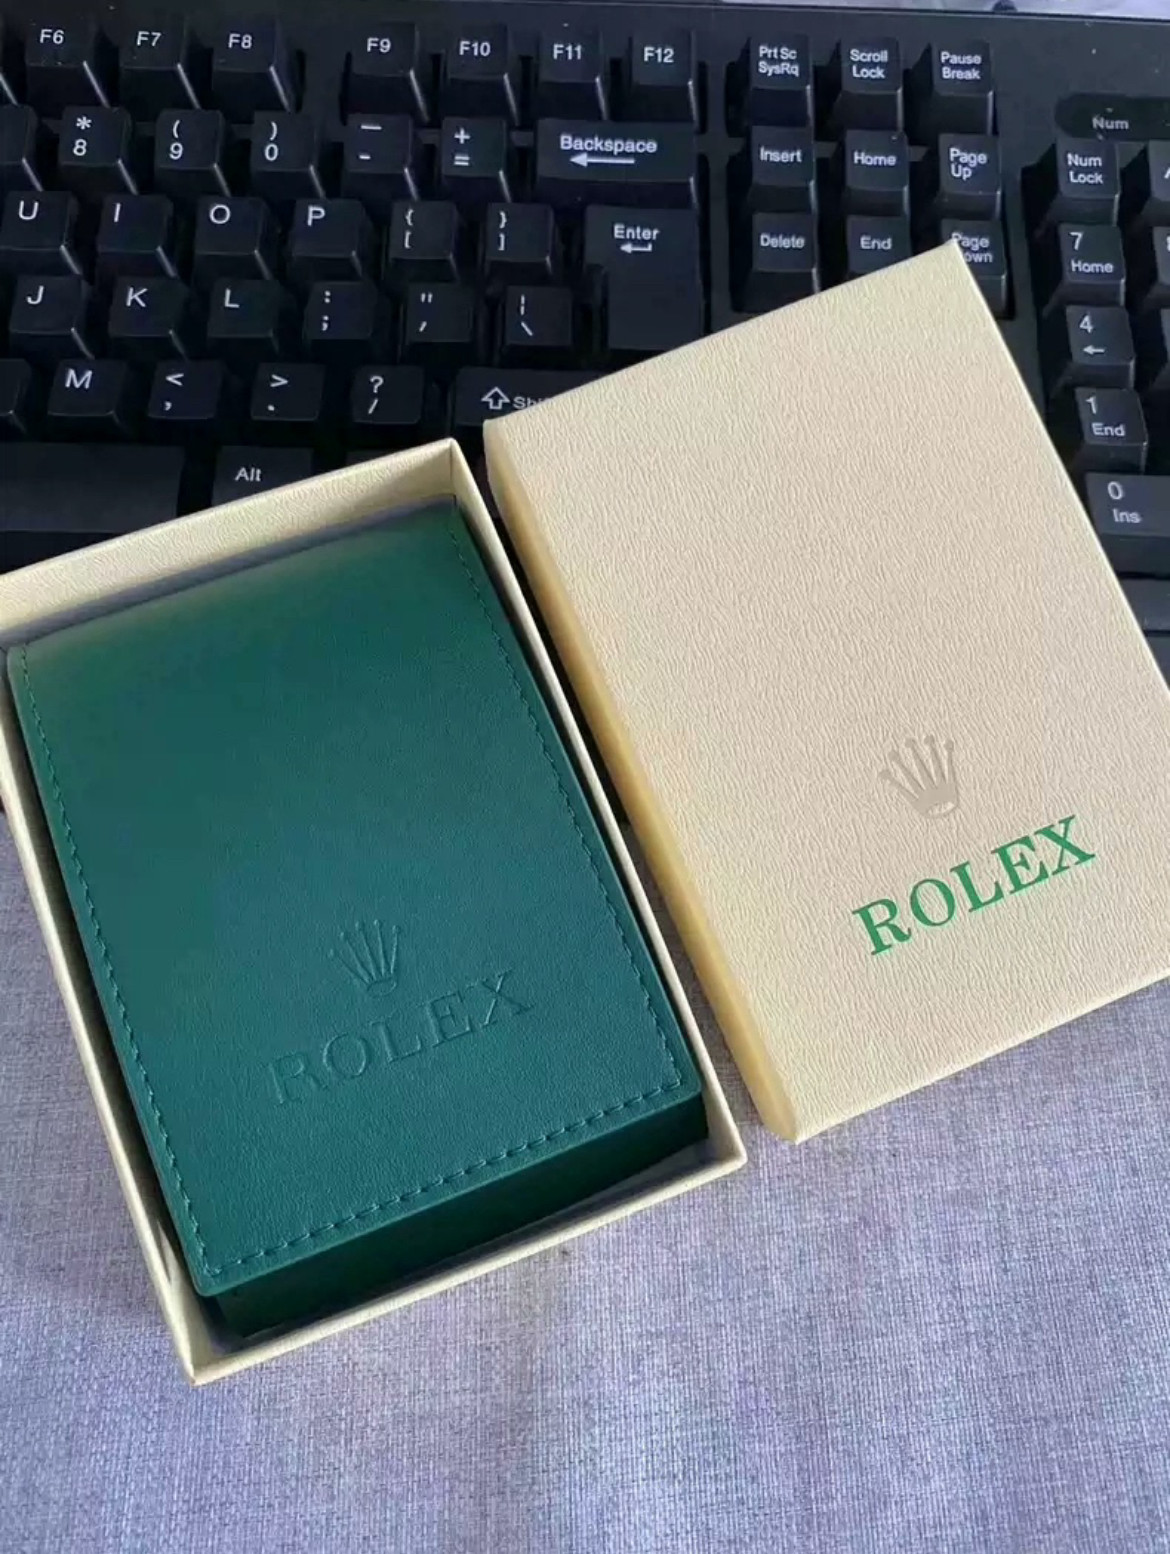 F6 F7 F8 F9 F10 F11 F12 Prt Sc SysRq Scroll Lock Pause Break
Num
* 8 ( 9 ) 0 — - + = Backspace Insert Home Page Up Num Lock
U I O P { [ } ] Enter Delete End Page 7 Home
J K L : ; " ' | \ 4
M < , > . ? / 1 End
Alt 0 Ins
ROLEX
ROLEX